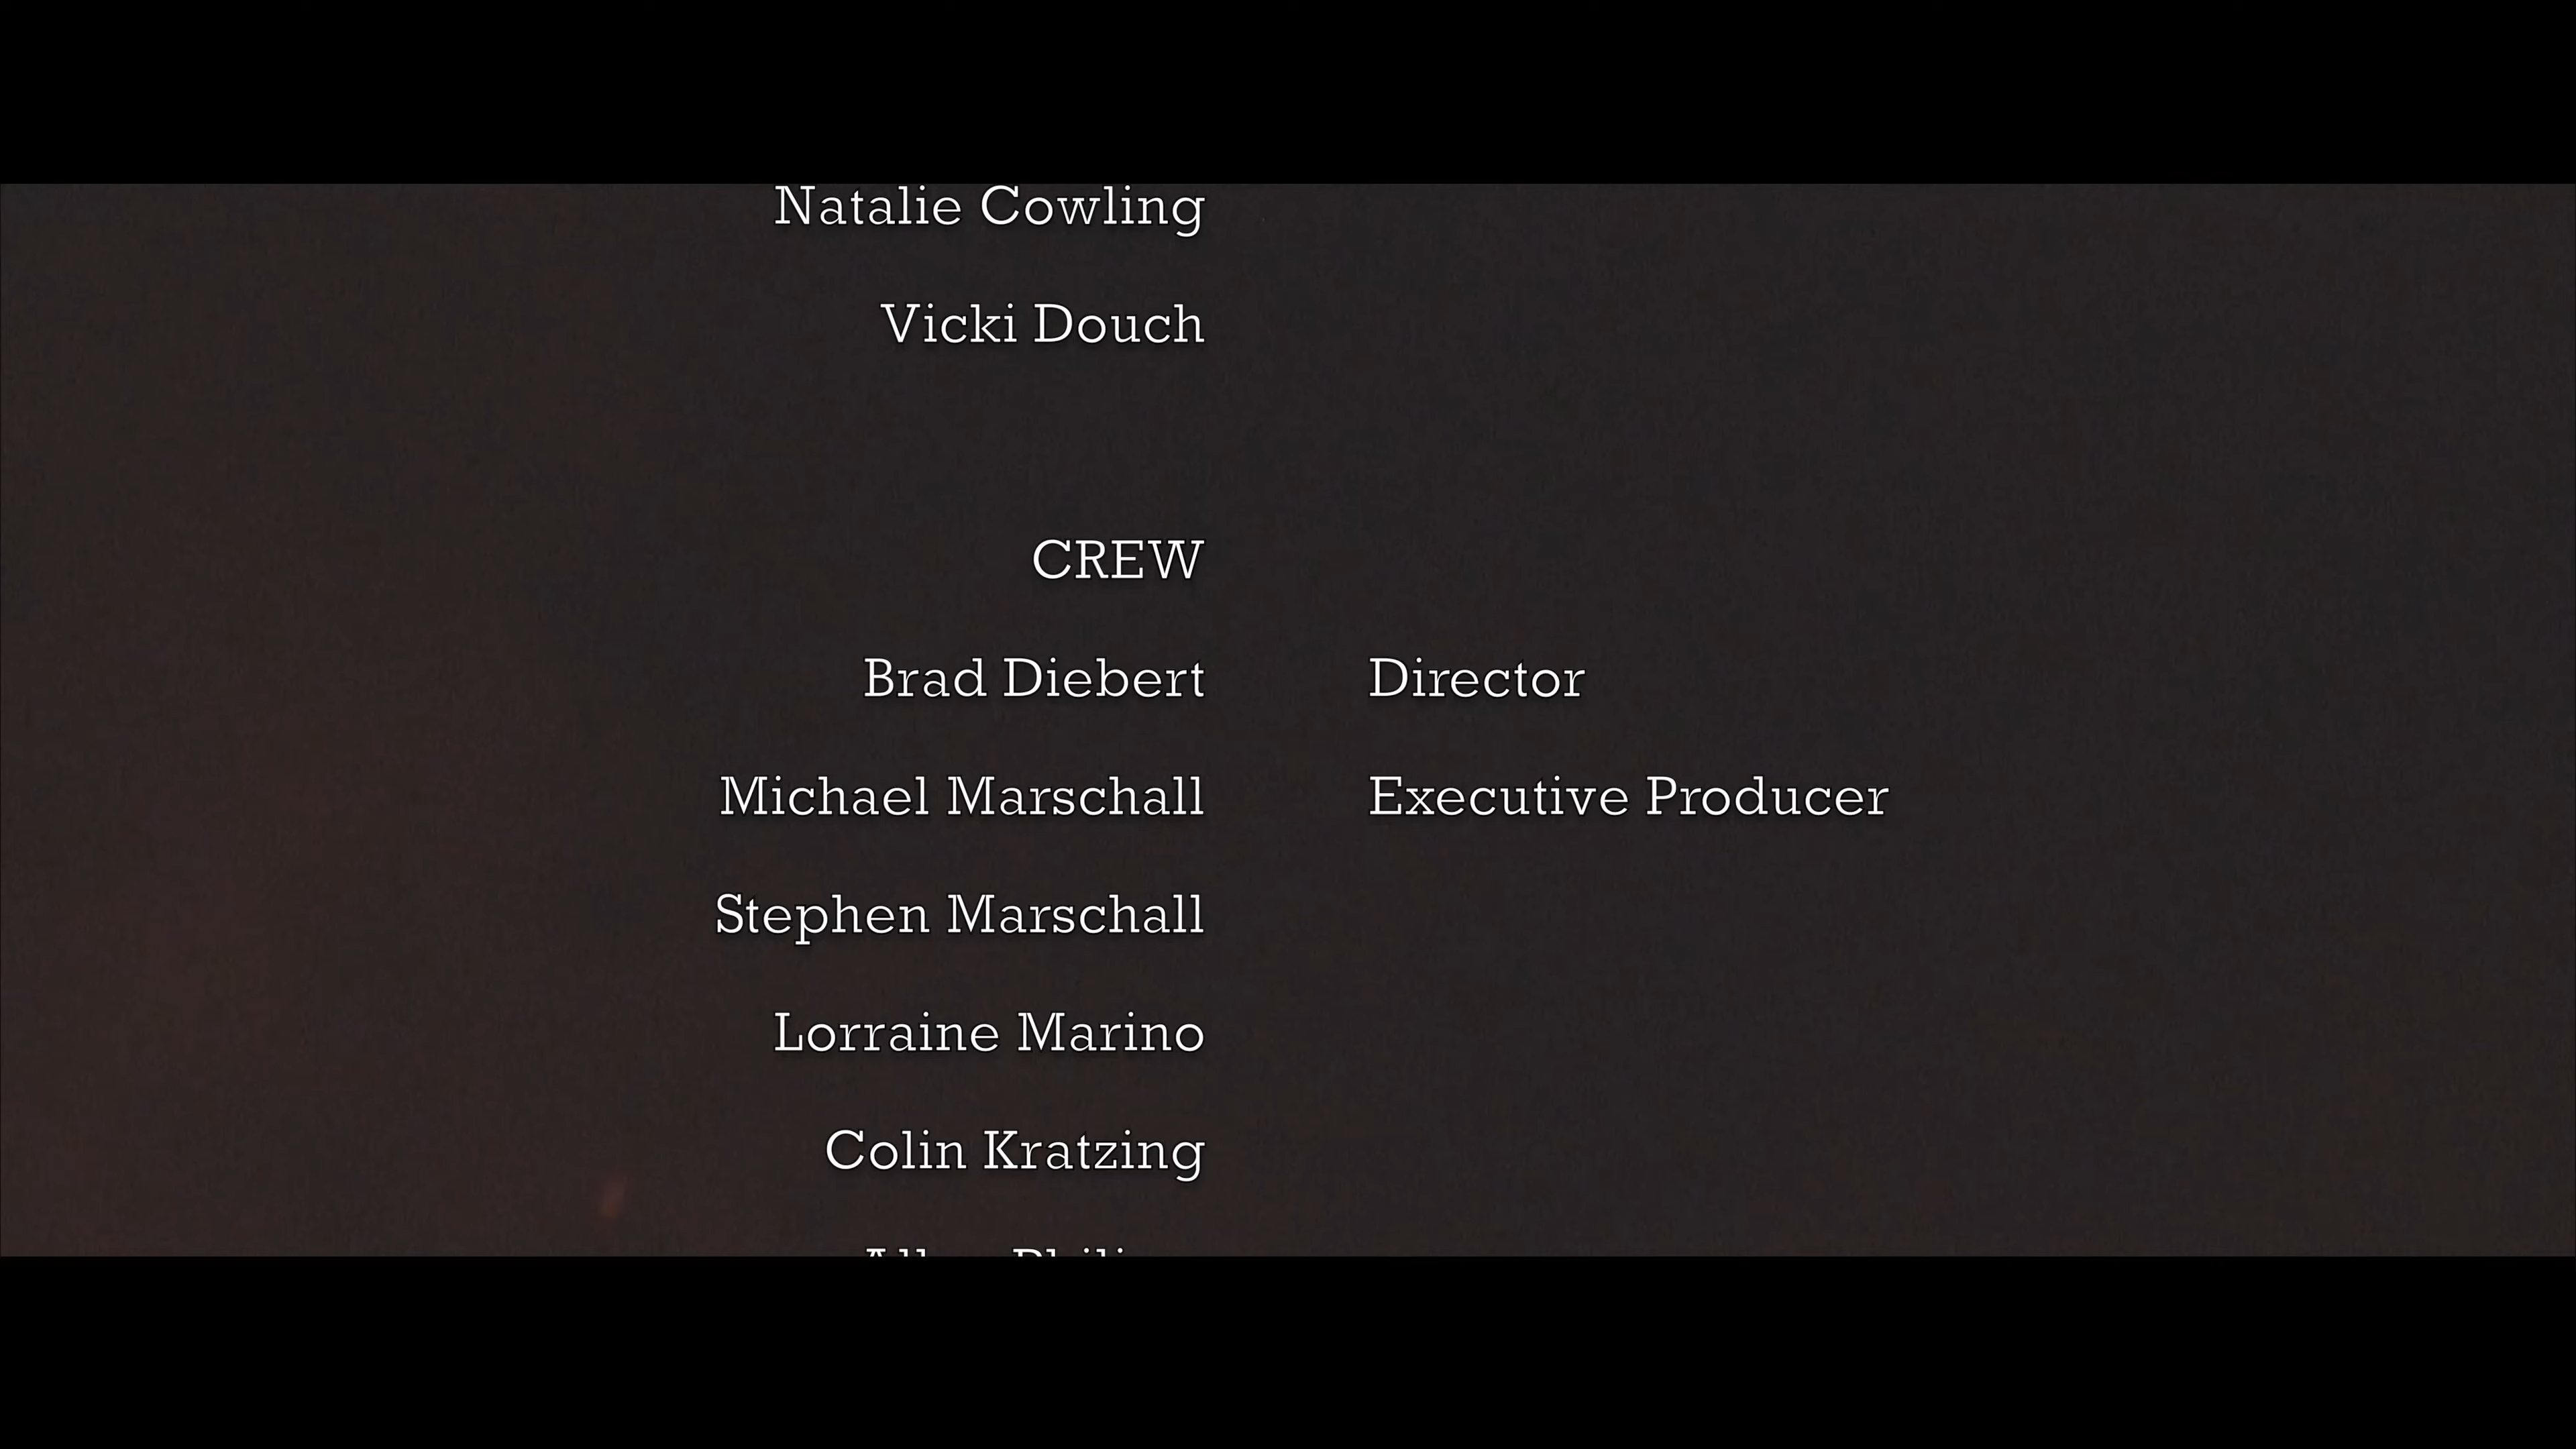 Natalie Cowling
Vicki Douch
CREW
Brad Diebert Director
Michael Marschall Executive Producer
Stephen Marschall
Lorraine Marino
Colin Kratzing